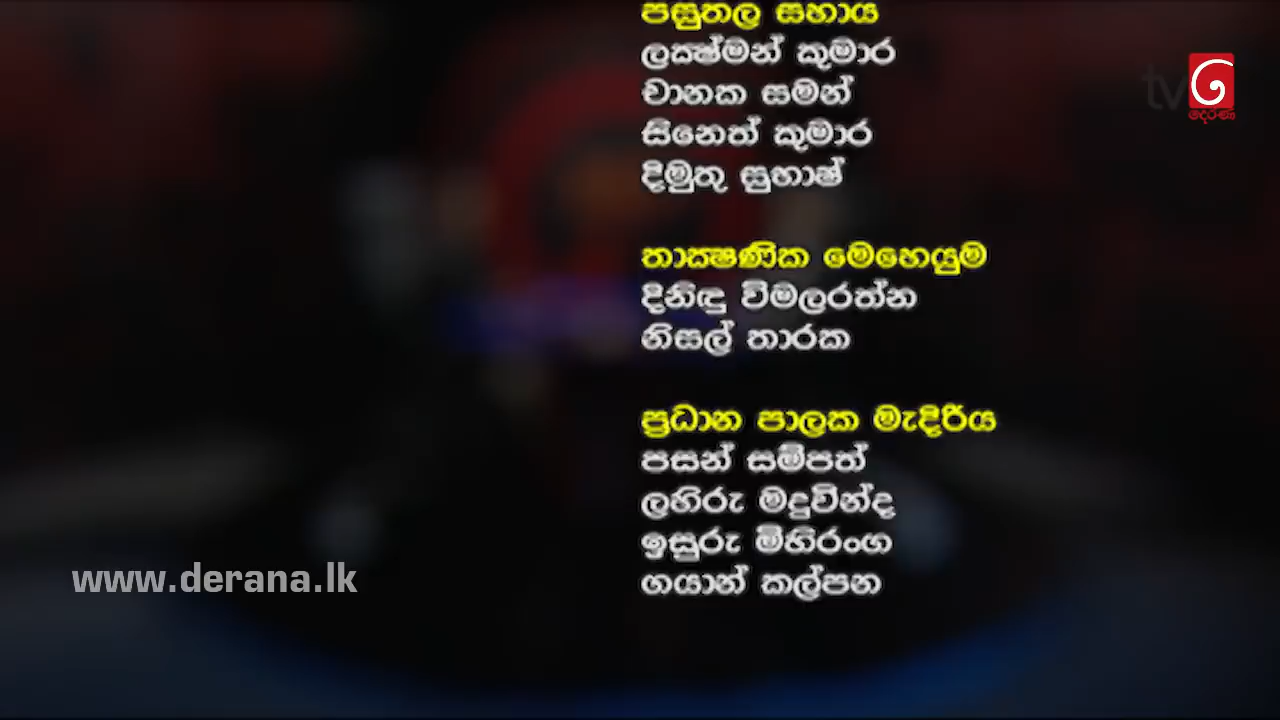 පසුතල සහාය
ලක්‍ෂ්මන් කුමාර
චානක සමන්
සිනෙත් කුමාර
දිමුතු සුභාෂ්
තාක්‍ෂණික මෙහෙයුම
දිනිඳු විමලරත්න
නිසල් තාරක
ප්‍රධාන පාලක මැදිරිය
පසන් සම්පත්
ලහිරු මදුවින්ද
ඉසුරු මිහිරංග
ගයාන් කල්පන
tv
දෙරණ
www.derana.lk